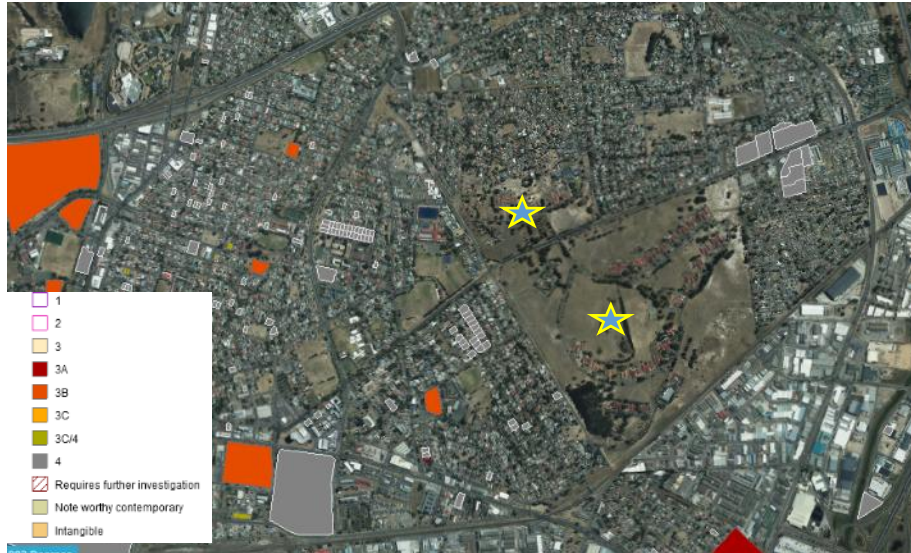 1
2
3
3A
3B
3C
3C/4
4
Requires further investigation
Note worthy contemporary
Intangible